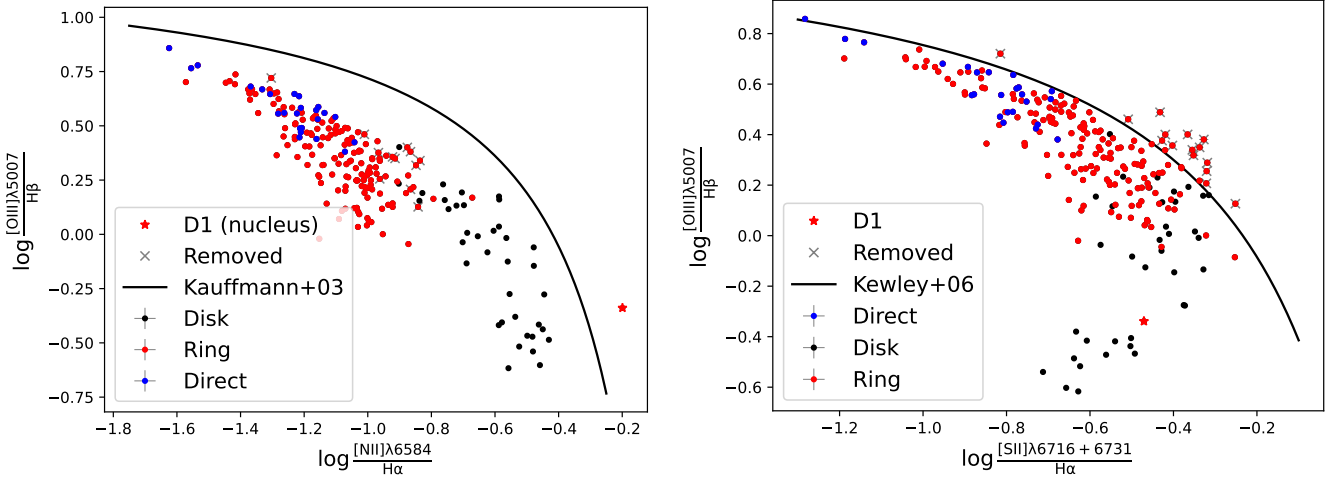 1.00
0.75
0.50
0.25
0.00
−0.25
−0.50
−0.75
log [OIII]λ5007 / Hβ
D1 (nucleus)
Removed
Kauffmann+03
Disk
Ring
Direct
−1.8 −1.6 −1.4 −1.2 −1.0 −0.8 −0.6 −0.4 −0.2
log [NII]λ6584 / Hα
0.8
0.6
0.4
0.2
0.0
−0.2
−0.4
−0.6
log [OIII]λ5007 / Hβ
D1
Removed
Kewley+06
Direct
Disk
Ring
−1.2 −1.0 −0.8 −0.6 −0.4 −0.2
log [SII]λ6716 + 6731 / Hα